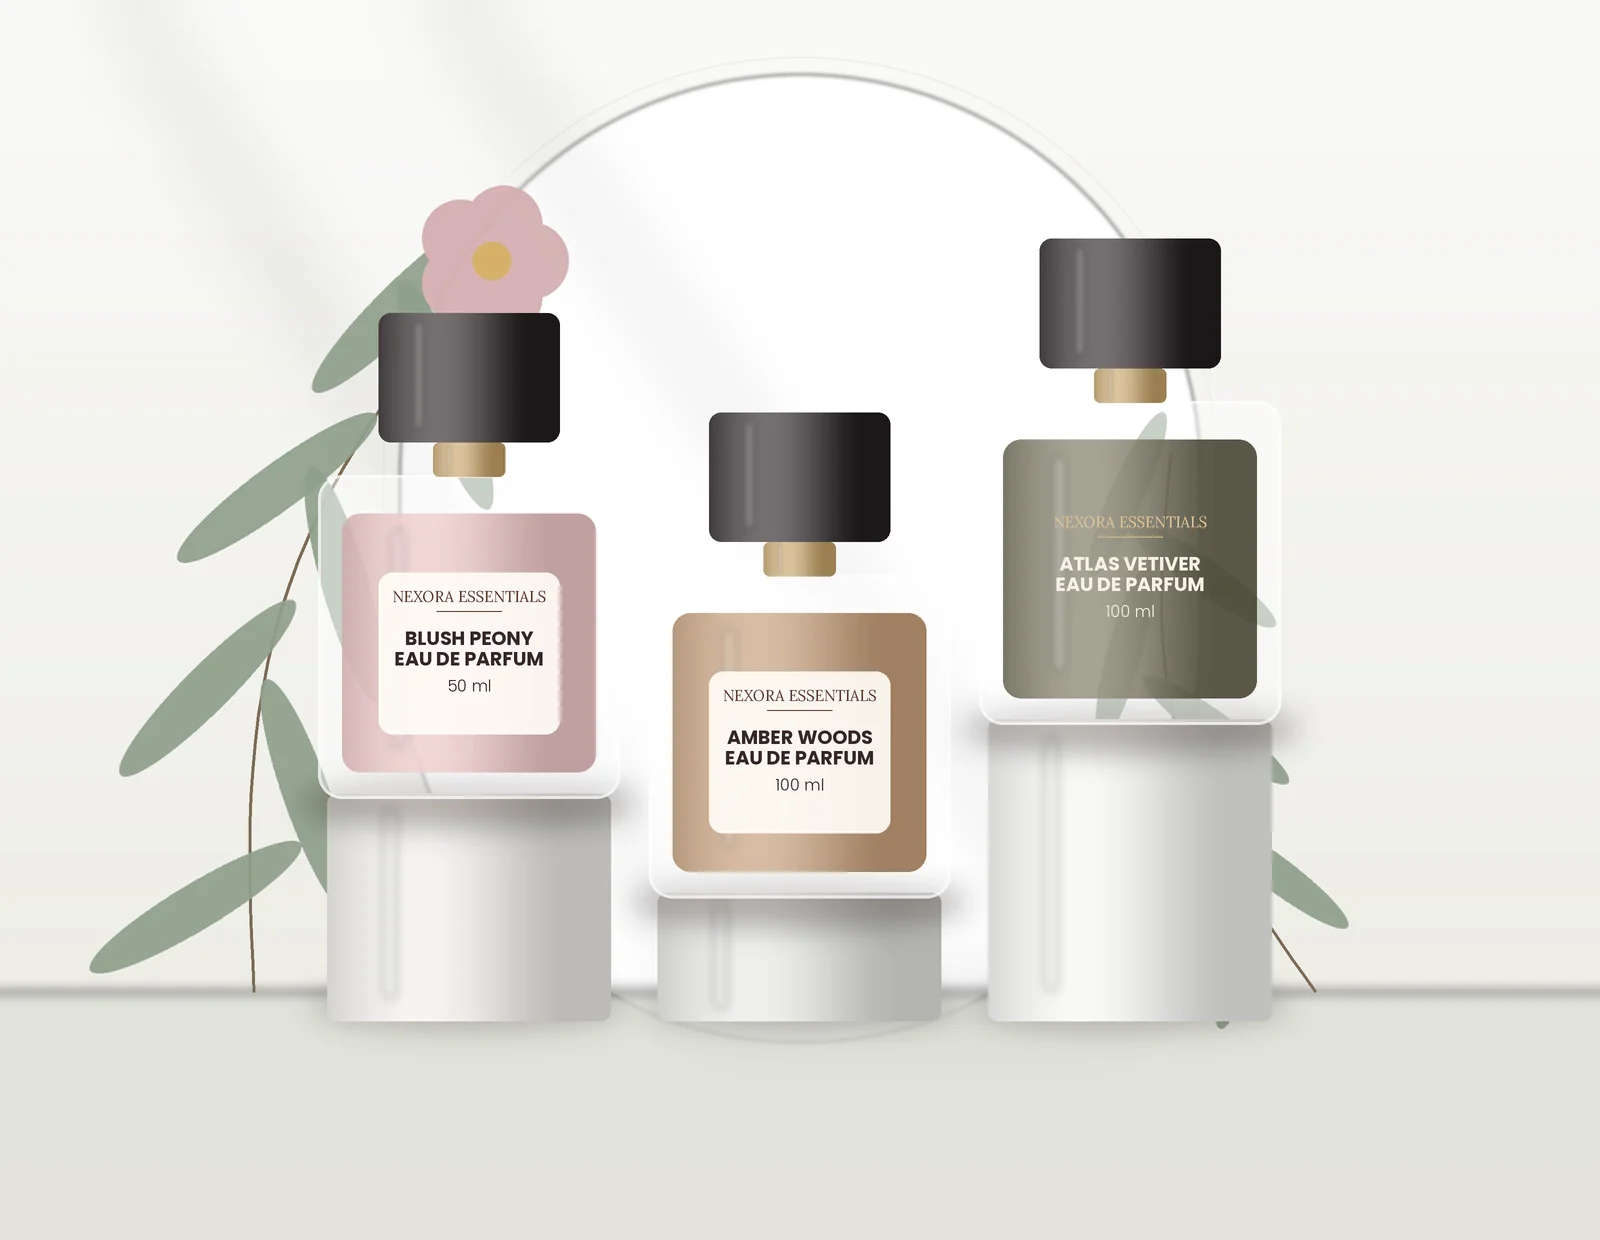 NEXORA ESSENTIALS
BLUSH PEONY
EAU DE PARFUM
50 ml
NEXORA ESSENTIALS
AMBER WOODS
EAU DE PARFUM
100 ml
NEXORA ESSENTIALS
ATLAS VETIVER
EAU DE PARFUM
100 ml